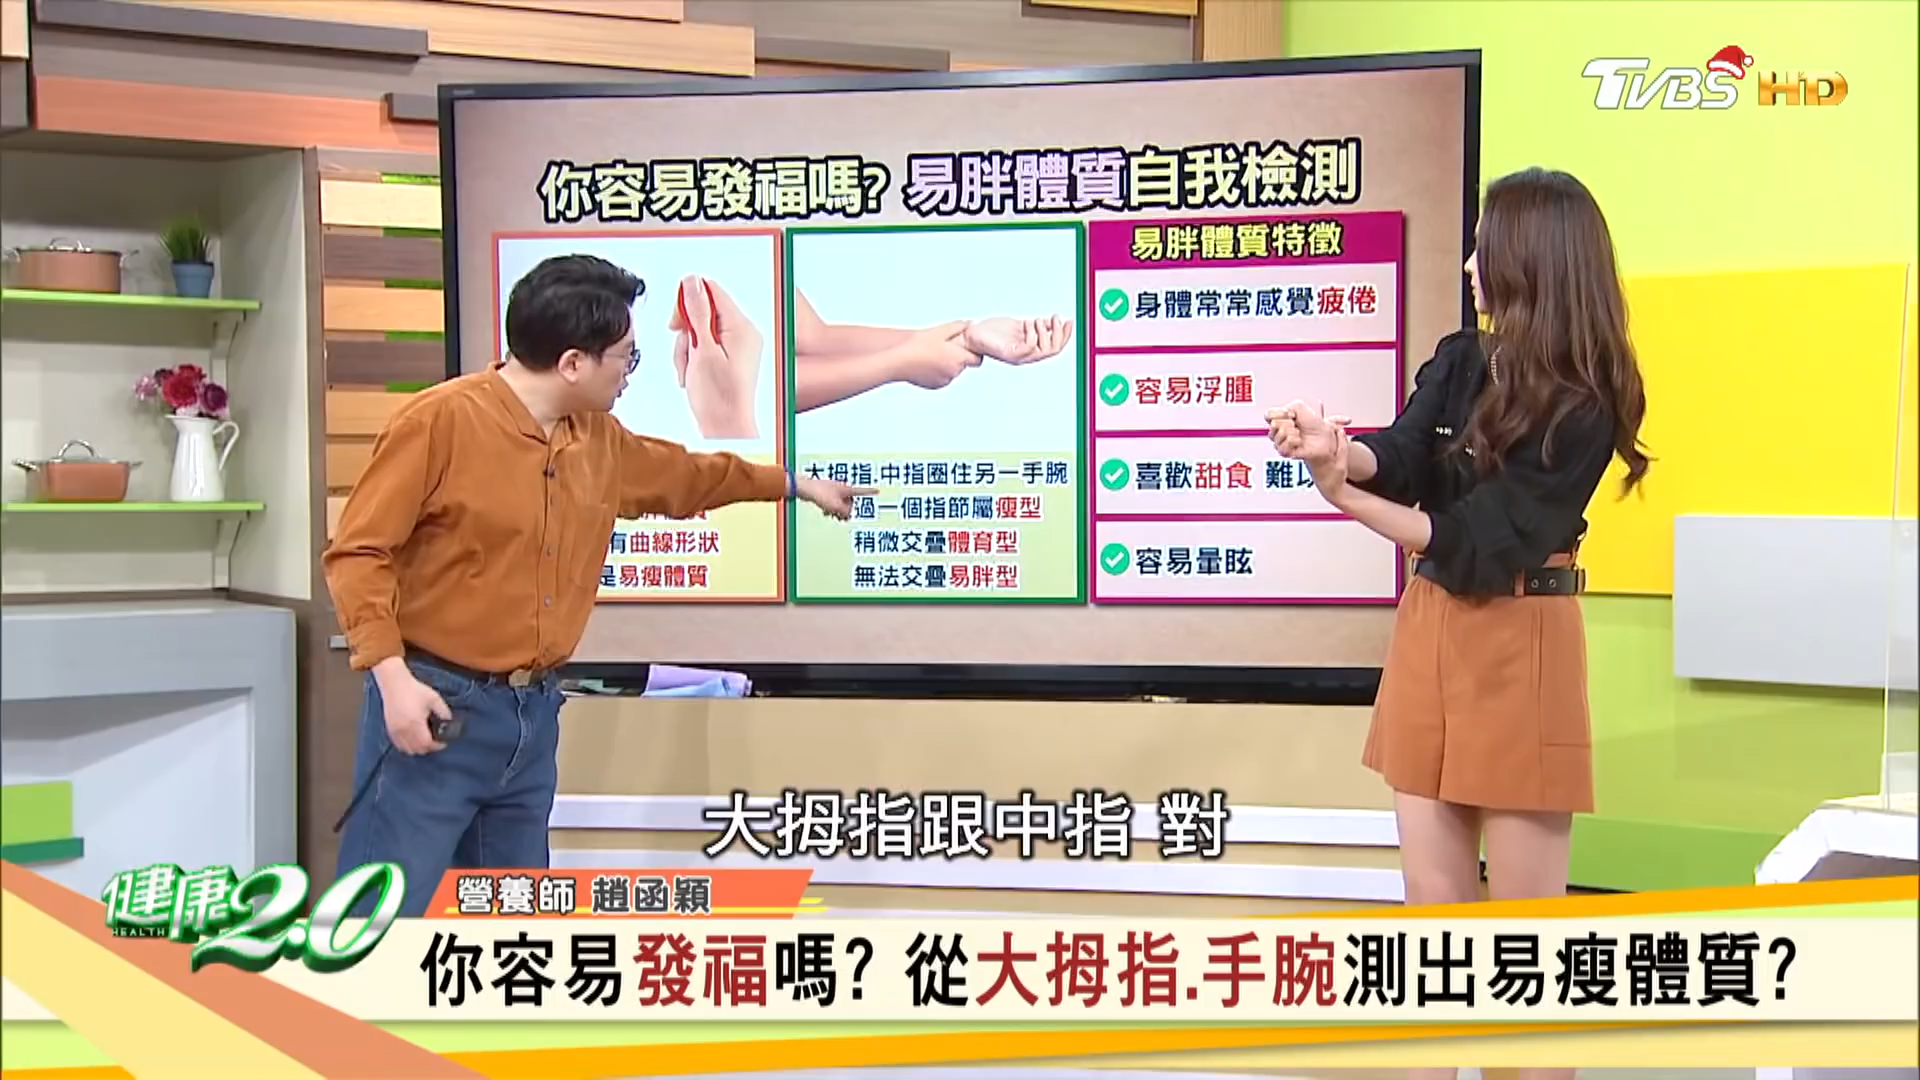 TVBS HD
你容易發福嗎? 易胖體質自我檢測
有曲線形狀
是易瘦體質
大拇指.中指圈住另一手腕
過一個指節屬瘦型
稍微交疊體育型
無法交疊易胖型
易胖體質特徵
身體常常感覺疲倦
容易浮腫
喜歡甜食 難以
容易暈眩
大拇指跟中指 對
健康2.0
HEALTH
營養師 趙函穎
你容易發福嗎? 從大拇指.手腕測出易瘦體質?